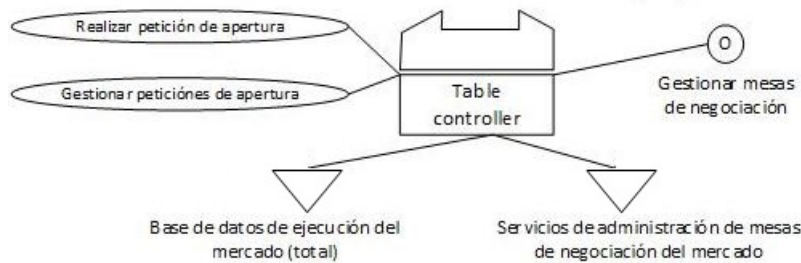 Realizar petición de apertura
Gestionar peticiónes de apertura
Table
controller
O
Gestionar mesas
de negociación
Base de datos de ejecución del
mercado (total)
Servicios de administración de mesas
de negociación del mercado